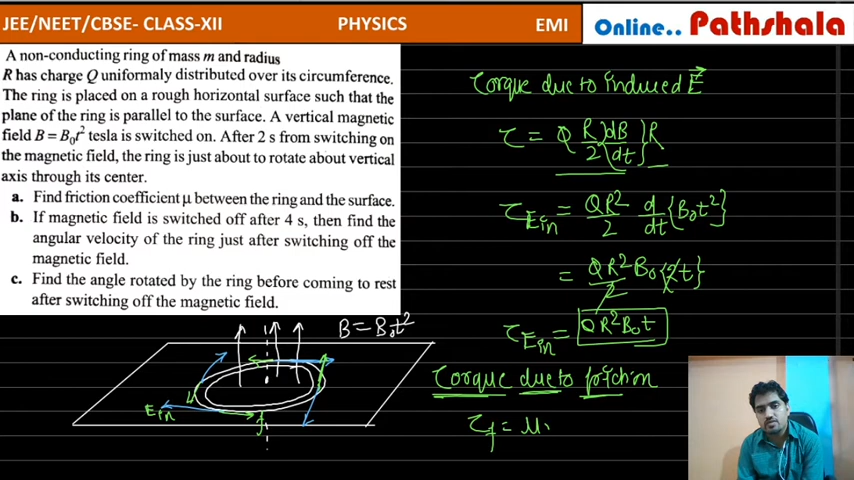 JEE/NEET/CBSE- CLASS-XII PHYSICS EMI Online.. Pathshala
A non-conducting ring of mass m and radius
R has charge Q uniformaly distributed over its circumference.
The ring is placed on a rough horizontal surface such that the
plane of the ring is parallel to the surface. A vertical magnetic
field B = B₀t² tesla is switched on. After 2 s from switching on
the magnetic field, the ring is just about to rotate about vertical
axis through its center.
a. Find friction coefficient μ between the ring and the surface.
b. If magnetic field is switched off after 4 s, then find the
angular velocity of the ring just after switching off the
magnetic field.
c. Find the angle rotated by the ring before coming to rest
after switching off the magnetic field.
B = B₀t²
Ein
f
Torque due to induced E⃗
τ = Q R/2 {dB/dt} R
τEin = QR²/2 d/dt {B₀t²}
= QR²/2 B₀{2t}
τEin = QR²B₀t
Torque due to friction
τf = μ